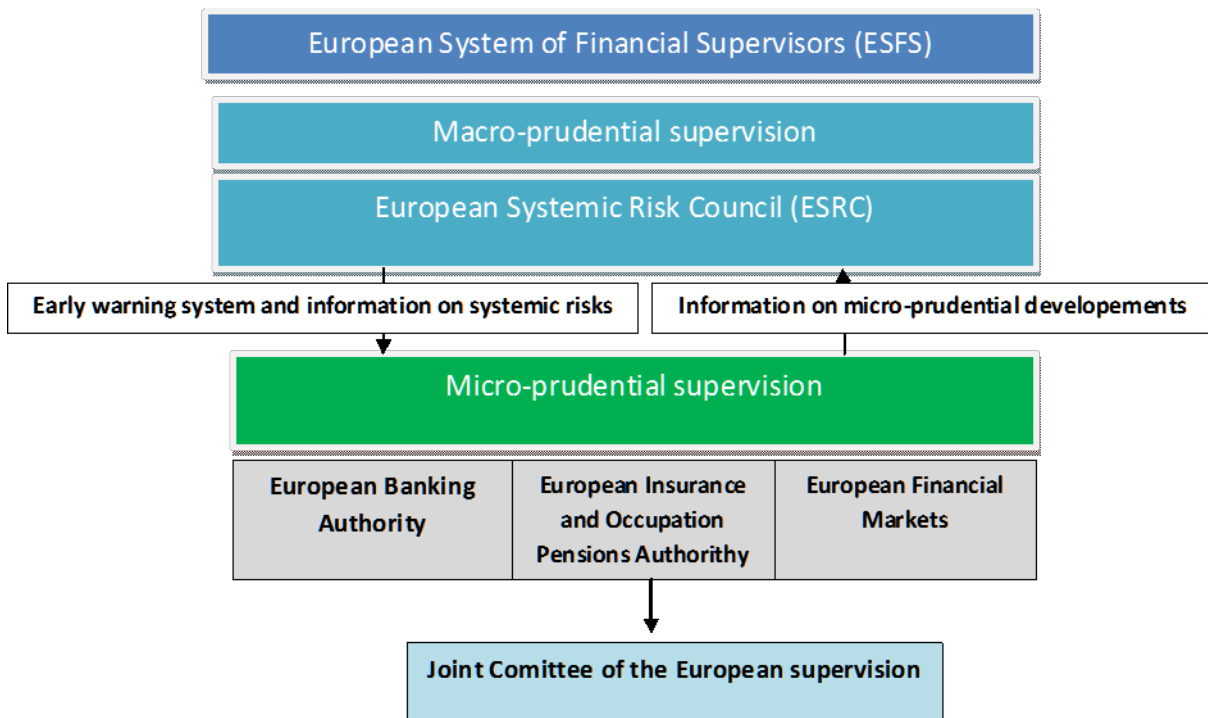 European System of Financial Supervisors (ESFS)
Macro-prudential supervision
European Systemic Risk Council (ESRC)
Early warning system and information on systemic risks
Information on micro-prudential developements
Micro-prudential supervision
European Banking
Authority
European Insurance
and Occupation
Pensions Authorithy
European Financial
Markets
Joint Comittee of the European supervision